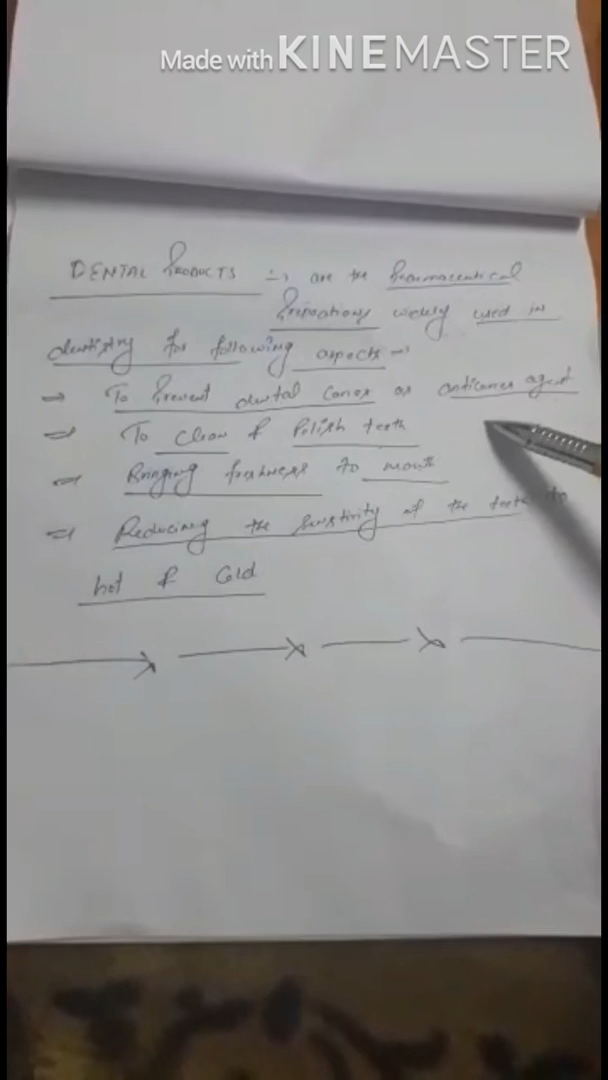 Made with KINEMASTER
DENTAL PRODUCTS :-> are the Pharmaceutical
Preparations widely used in
dentistry for following aspects →
⇒ To Prevent dental caries or anticaries agent
⇒ To clean & Polish teeth
⇒ Bringing freshness to mouth
⇒ Reducing the sensitivity of the teeth to
hot & cold